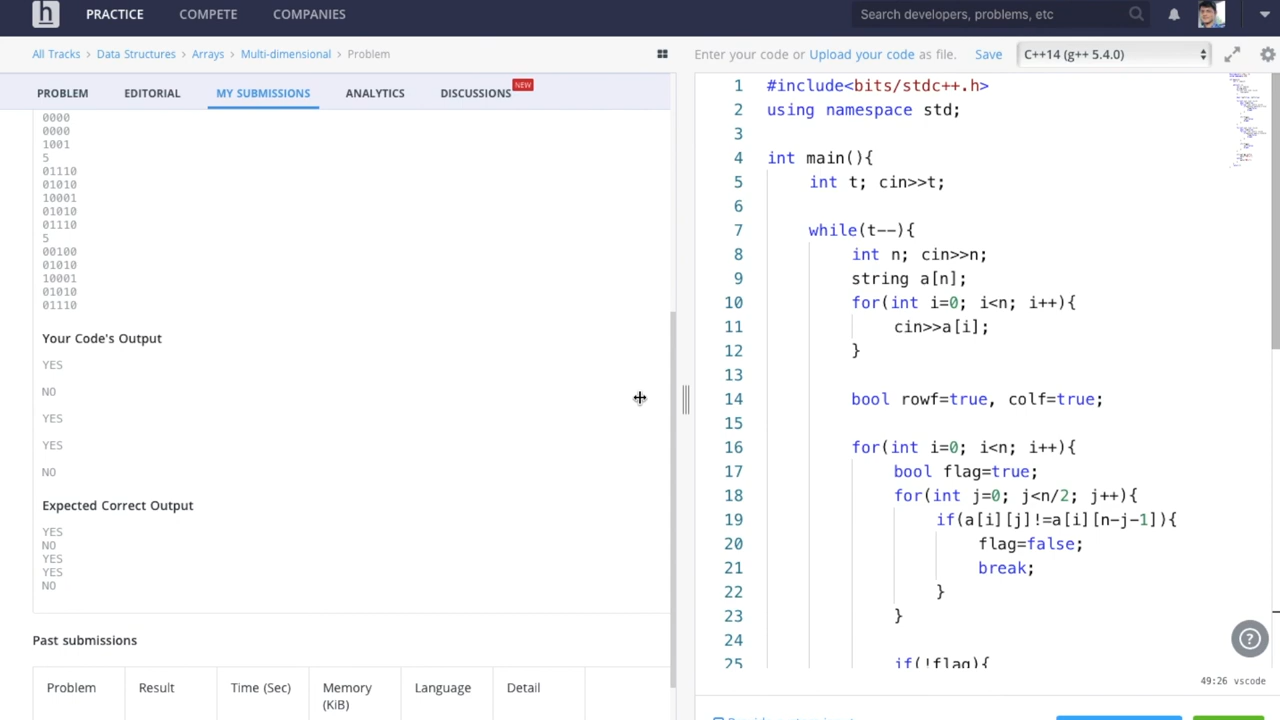 h PRACTICE COMPETE COMPANIES Search developers, problems, etc
All Tracks > Data Structures > Arrays > Multi-dimensional > Problem
PROBLEM EDITORIAL MY SUBMISSIONS ANALYTICS DISCUSSIONS NEW
0000
0000
1001
5
01110
01010
10001
01010
01110
5
00100
01010
10001
01010
01110
Your Code's Output
YES
NO
YES
YES
NO
Expected Correct Output
YES
NO
YES
YES
NO
Past submissions
Problem Result Time (Sec) Memory (KiB) Language Detail
Enter your code or Upload your code as file. Save C++14 (g++ 5.4.0)
1 #include<bits/stdc++.h>
2 using namespace std;
3
4 int main(){
5 int t; cin>>t;
6
7 while(t--){
8 int n; cin>>n;
9 string a[n];
10 for(int i=0; i<n; i++){
11 cin>>a[i];
12 }
13
14 bool rowf=true, colf=true;
15
16 for(int i=0; i<n; i++){
17 bool flag=true;
18 for(int j=0; j<n/2; j++){
19 if(a[i][j]!=a[i][n-j-1]){
20 flag=false;
21 break;
22 }
23 }
24
25 if(!flag){
?
49:26 vscode